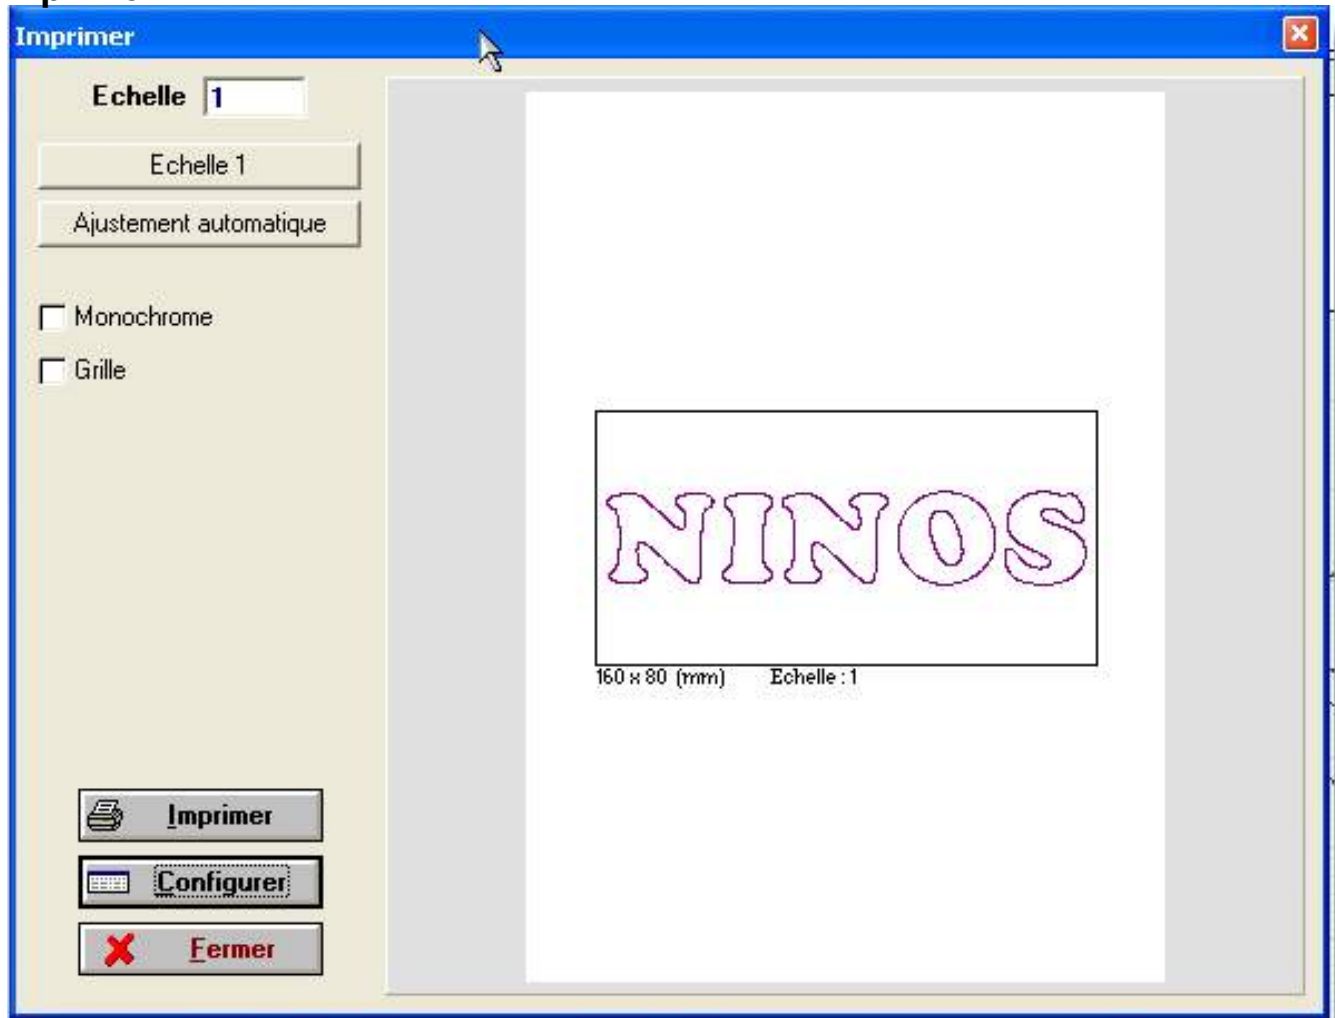 Imprimer
Echelle 1
Echelle 1
Ajustement automatique
Monochrome
Grille
NINOS
160 x 80 (mm) Echelle : 1
Imprimer
Configurer
Fermer